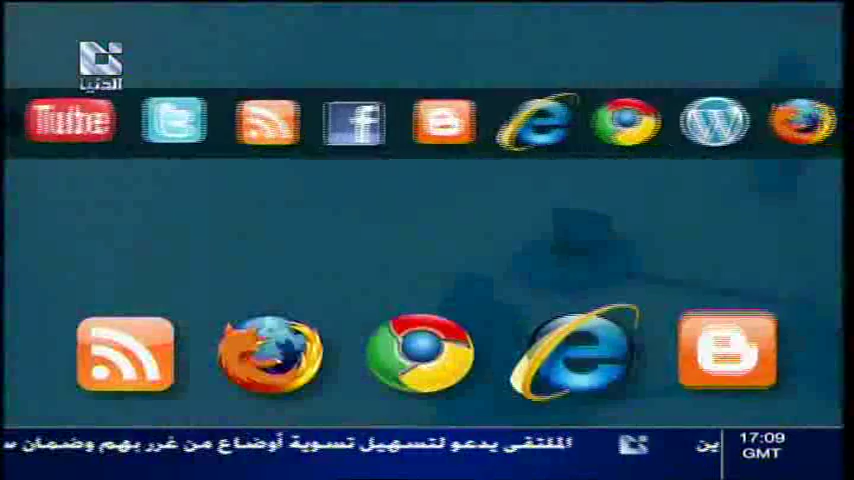 الدنيا
Tube
الملتقى يدعو لتسهيل تسوية أوضاع من غرر بهم وضمان
17:09
GMT